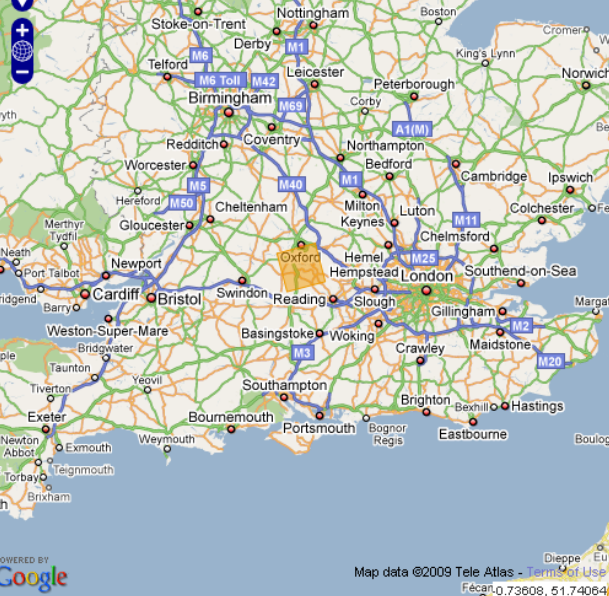 Nottingham
Boston
Cromer
Stoke-on-Trent
Derby
M1
King's Lynn
M6
Telford
M6 Toll
M42
Leicester
Peterborough
Norwich
Birmingham
M69
Corby
A1(M)
Redditch
Coventry
Northampton
Worcester
M5
M40
M1
Bedford
Cambridge
Ipswich
Hereford
M50
Cheltenham
Milton
Keynes
Luton
M11
Colchester
Merthyr
Tydfil
Gloucester
Chelmsford
Neath
Oxford
Hemel
Hempstead
M25
Port Talbot
Newport
London
Southend-on-Sea
Cardiff
Bristol
Swindon
Reading
Slough
Barry
Gillingham
Weston-Super-Mare
Basingstoke
Woking
M2
Bridgwater
M3
Crawley
Maidstone
M20
Taunton
Tiverton
Yeovil
Southampton
Exeter
Bournemouth
Portsmouth
Brighton
Bexhill
Hastings
Newton
Abbot
Exmouth
Weymouth
Bognor
Regis
Eastbourne
Teignmouth
Torbay
Brixham
POWERED BY
Google
Dieppe
Map data ©2009 Tele Atlas - Terms of Use
-0.73608, 51.74064